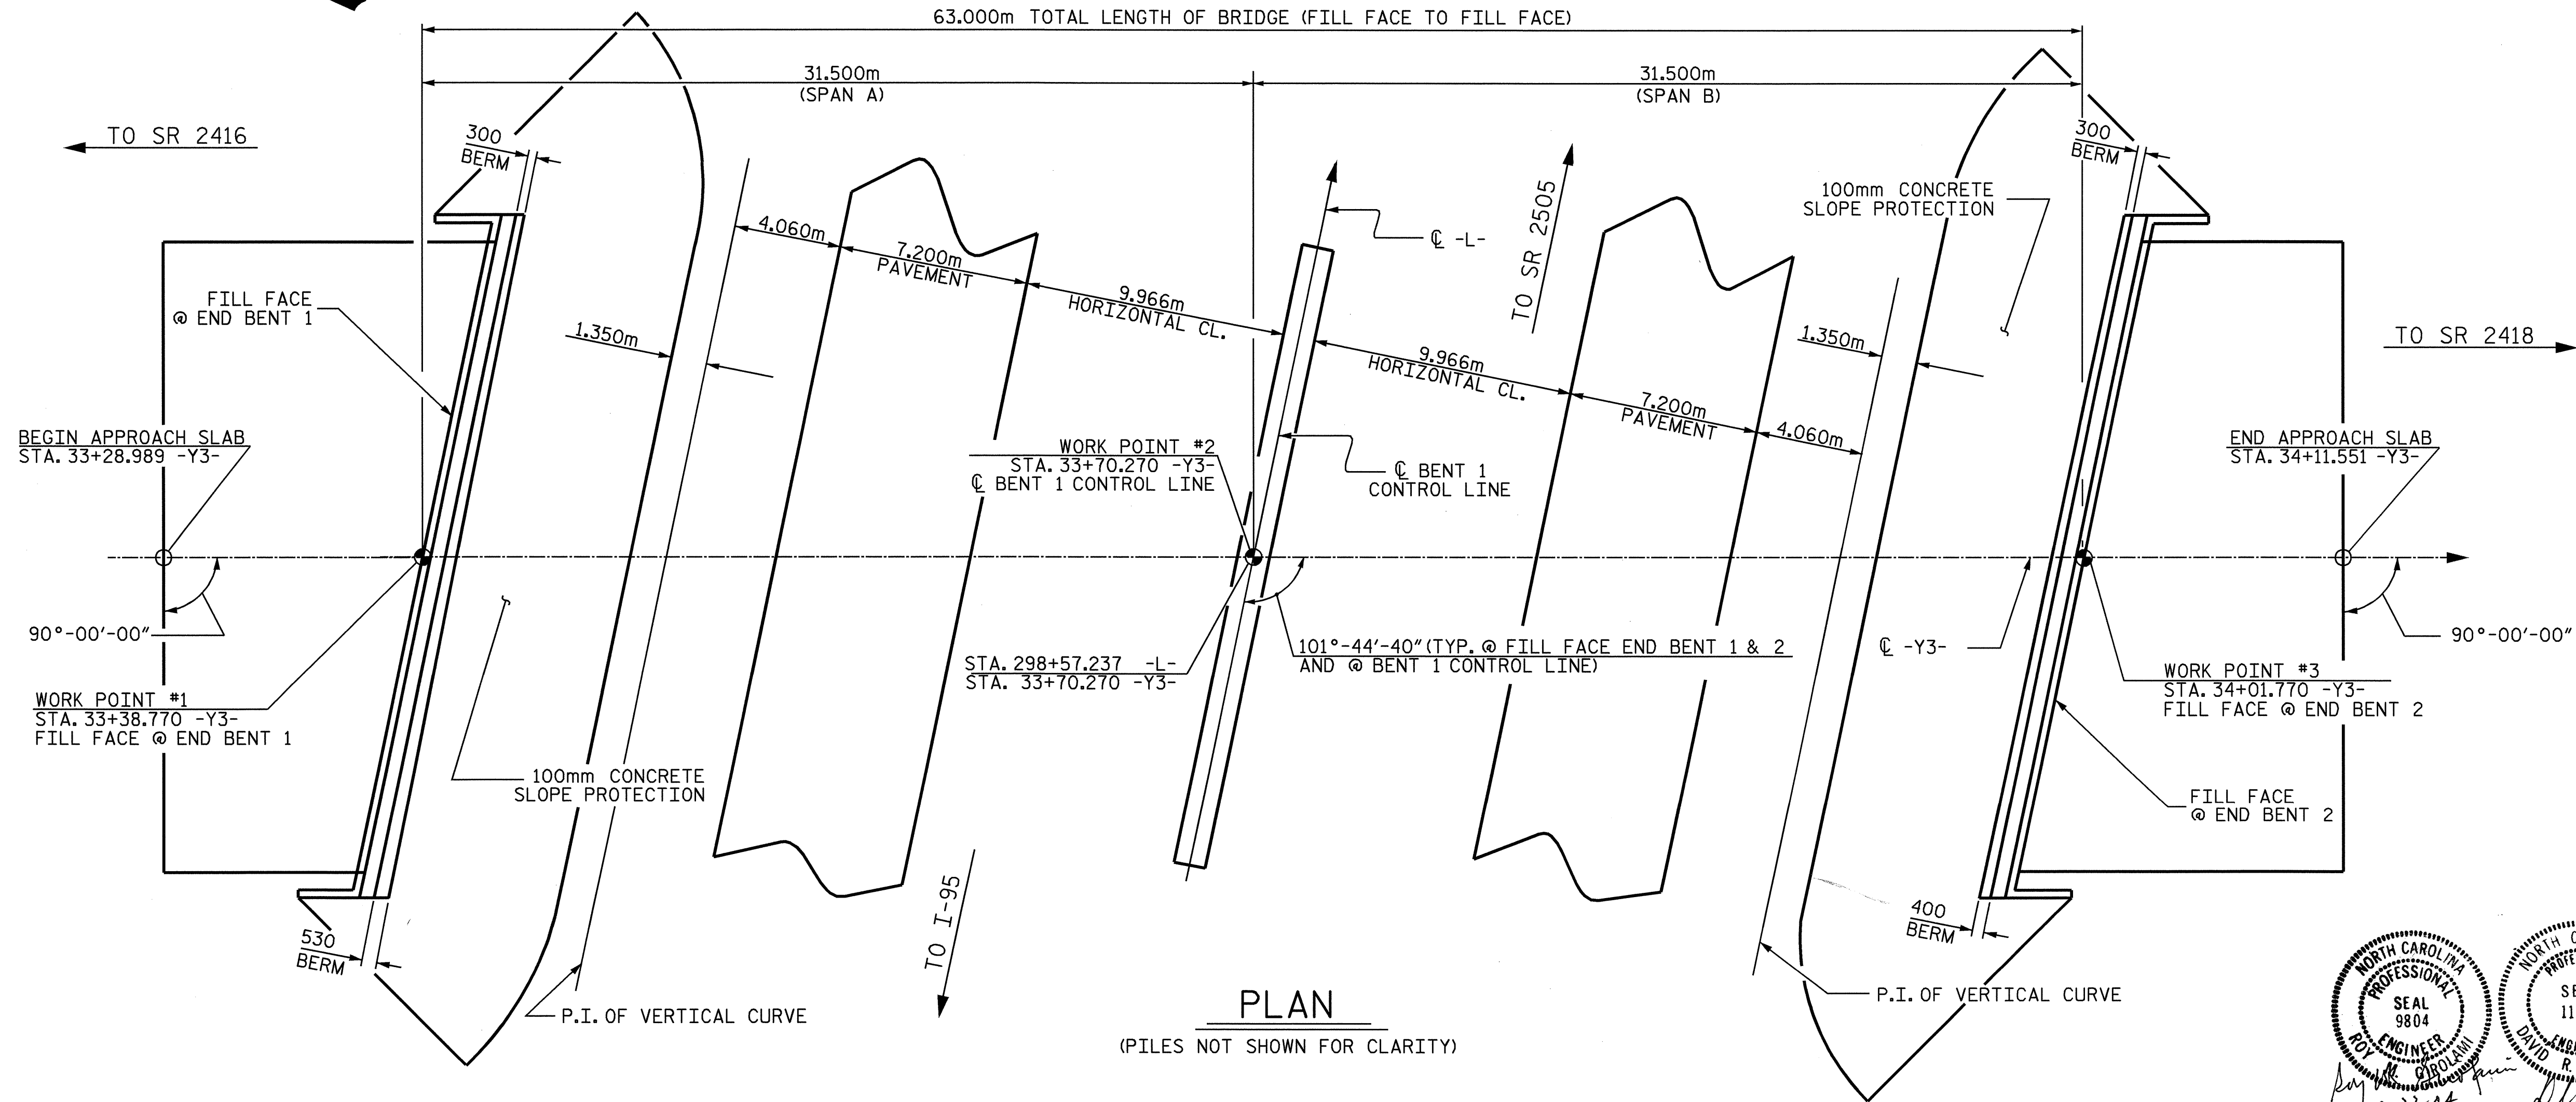 63.000m TOTAL LENGTH OF BRIDGE (FILL FACE TO FILL FACE)
31.500m
(SPAN A)
31.500m
(SPAN B)
TO SR 2416
300
BERM
300
BERM
100mm CONCRETE
SLOPE PROTECTION
4.060m
7.200m
PAVEMENT
9.966m
HORIZONTAL CL.
℄ -L-
TO SR 2505
FILL FACE
@ END BENT 1
1.350m
9.966m
HORIZONTAL CL.
7.200m
PAVEMENT
4.060m
1.350m
TO SR 2418
BEGIN APPROACH SLAB
STA. 33+28.989 -Y3-
WORK POINT #2
STA. 33+70.270 -Y3-
℄ BENT 1 CONTROL LINE
℄ BENT 1
CONTROL LINE
END APPROACH SLAB
STA. 34+11.551 -Y3-
90°-00'-00"
STA. 298+57.237 -L-
STA. 33+70.270 -Y3-
101°-44'-40" (TYP. @ FILL FACE END BENT 1 & 2
AND @ BENT 1 CONTROL LINE)
℄ -Y3-
90°-00'-00"
WORK POINT #1
STA. 33+38.770 -Y3-
FILL FACE @ END BENT 1
WORK POINT #3
STA. 34+01.770 -Y3-
FILL FACE @ END BENT 2
100mm CONCRETE
SLOPE PROTECTION
FILL FACE
@ END BENT 2
TO I-95
530
BERM
400
BERM
P.I. OF VERTICAL CURVE
P.I. OF VERTICAL CURVE
PLAN
(PILES NOT SHOWN FOR CLARITY)
NORTH CAROLINA
PROFESSIONAL
SEAL
9804
ENGINEER
ROY M. GIROLAMI
NORTH
DAVID R.